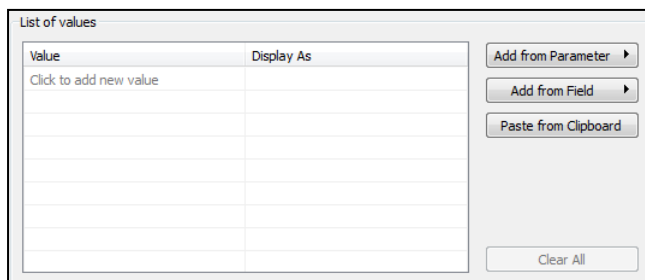 List of values
Value Display As
Click to add new value
Add from Parameter
Add from Field
Paste from Clipboard
Clear All